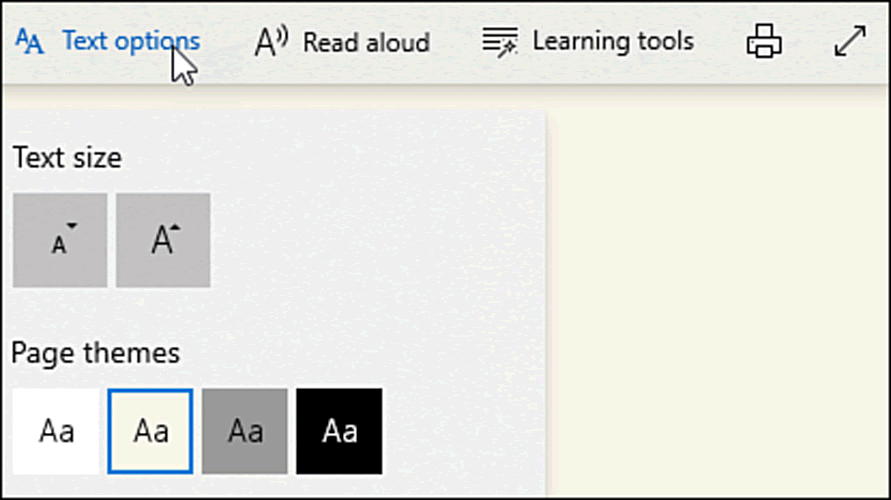 Text options Read aloud Learning tools
Text size
A A
Page themes
Aa Aa Aa Aa